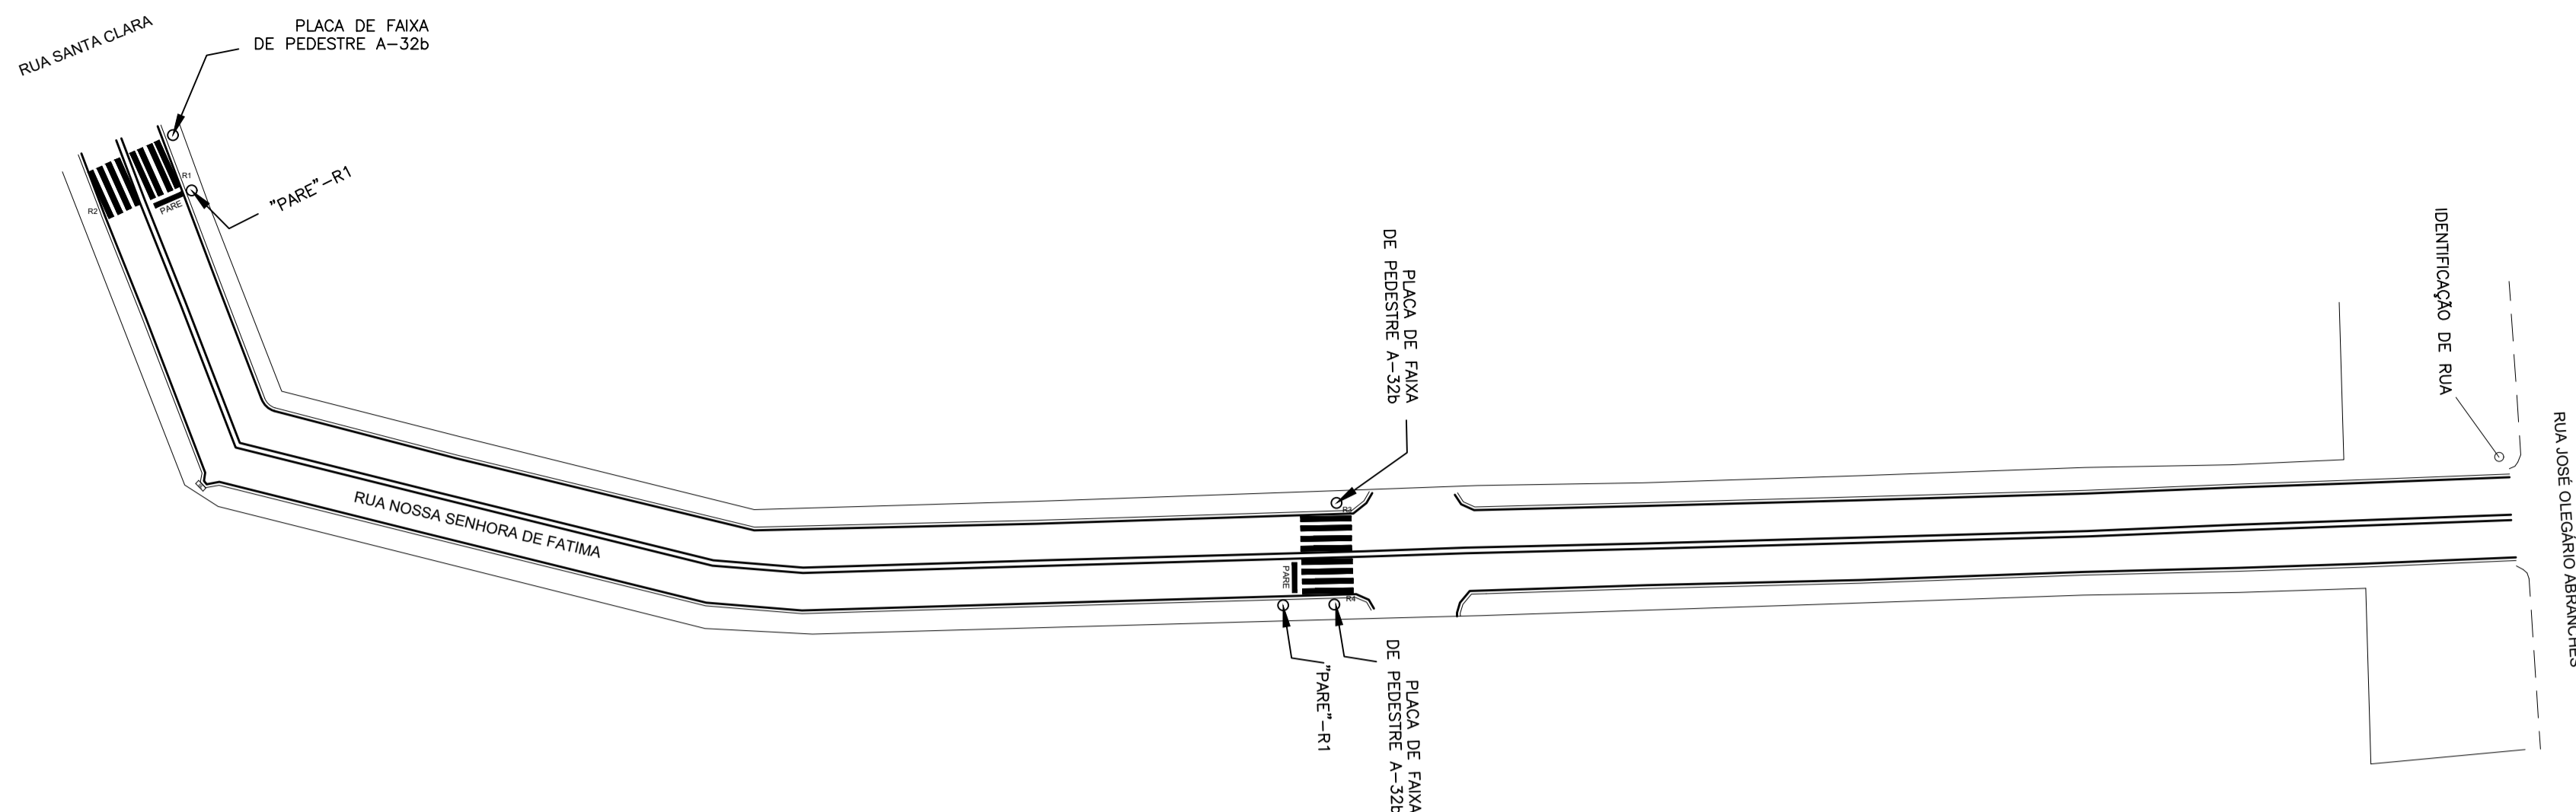 RUA SANTA CLARA
PLACA DE FAIXA
DE PEDESTRE A-32b
R1
"PARE"-R1
PARE
R2
RUA NOSSA SENHORA DE FATIMA
PLACA DE FAIXA
DE PEDESTRE A-32b
R3
PARE
R4
"PARE"-R1
PLACA DE FAIXA
DE PEDESTRE A-32b
IDENTIFICAÇÃO DE RUA
RUA JOSÉ OLEGÁRIO ABRANCHES